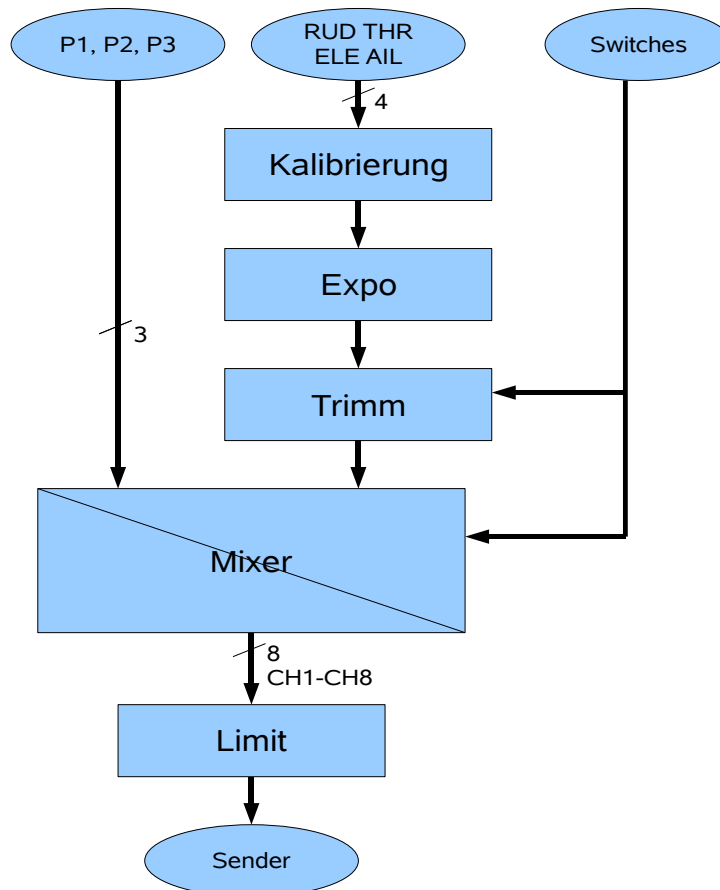 P1, P2, P3
RUD THR
ELE AIL
Switches
4
Kalibrierung
Expo
3
Trimm
Mixer
8
CH1-CH8
Limit
Sender